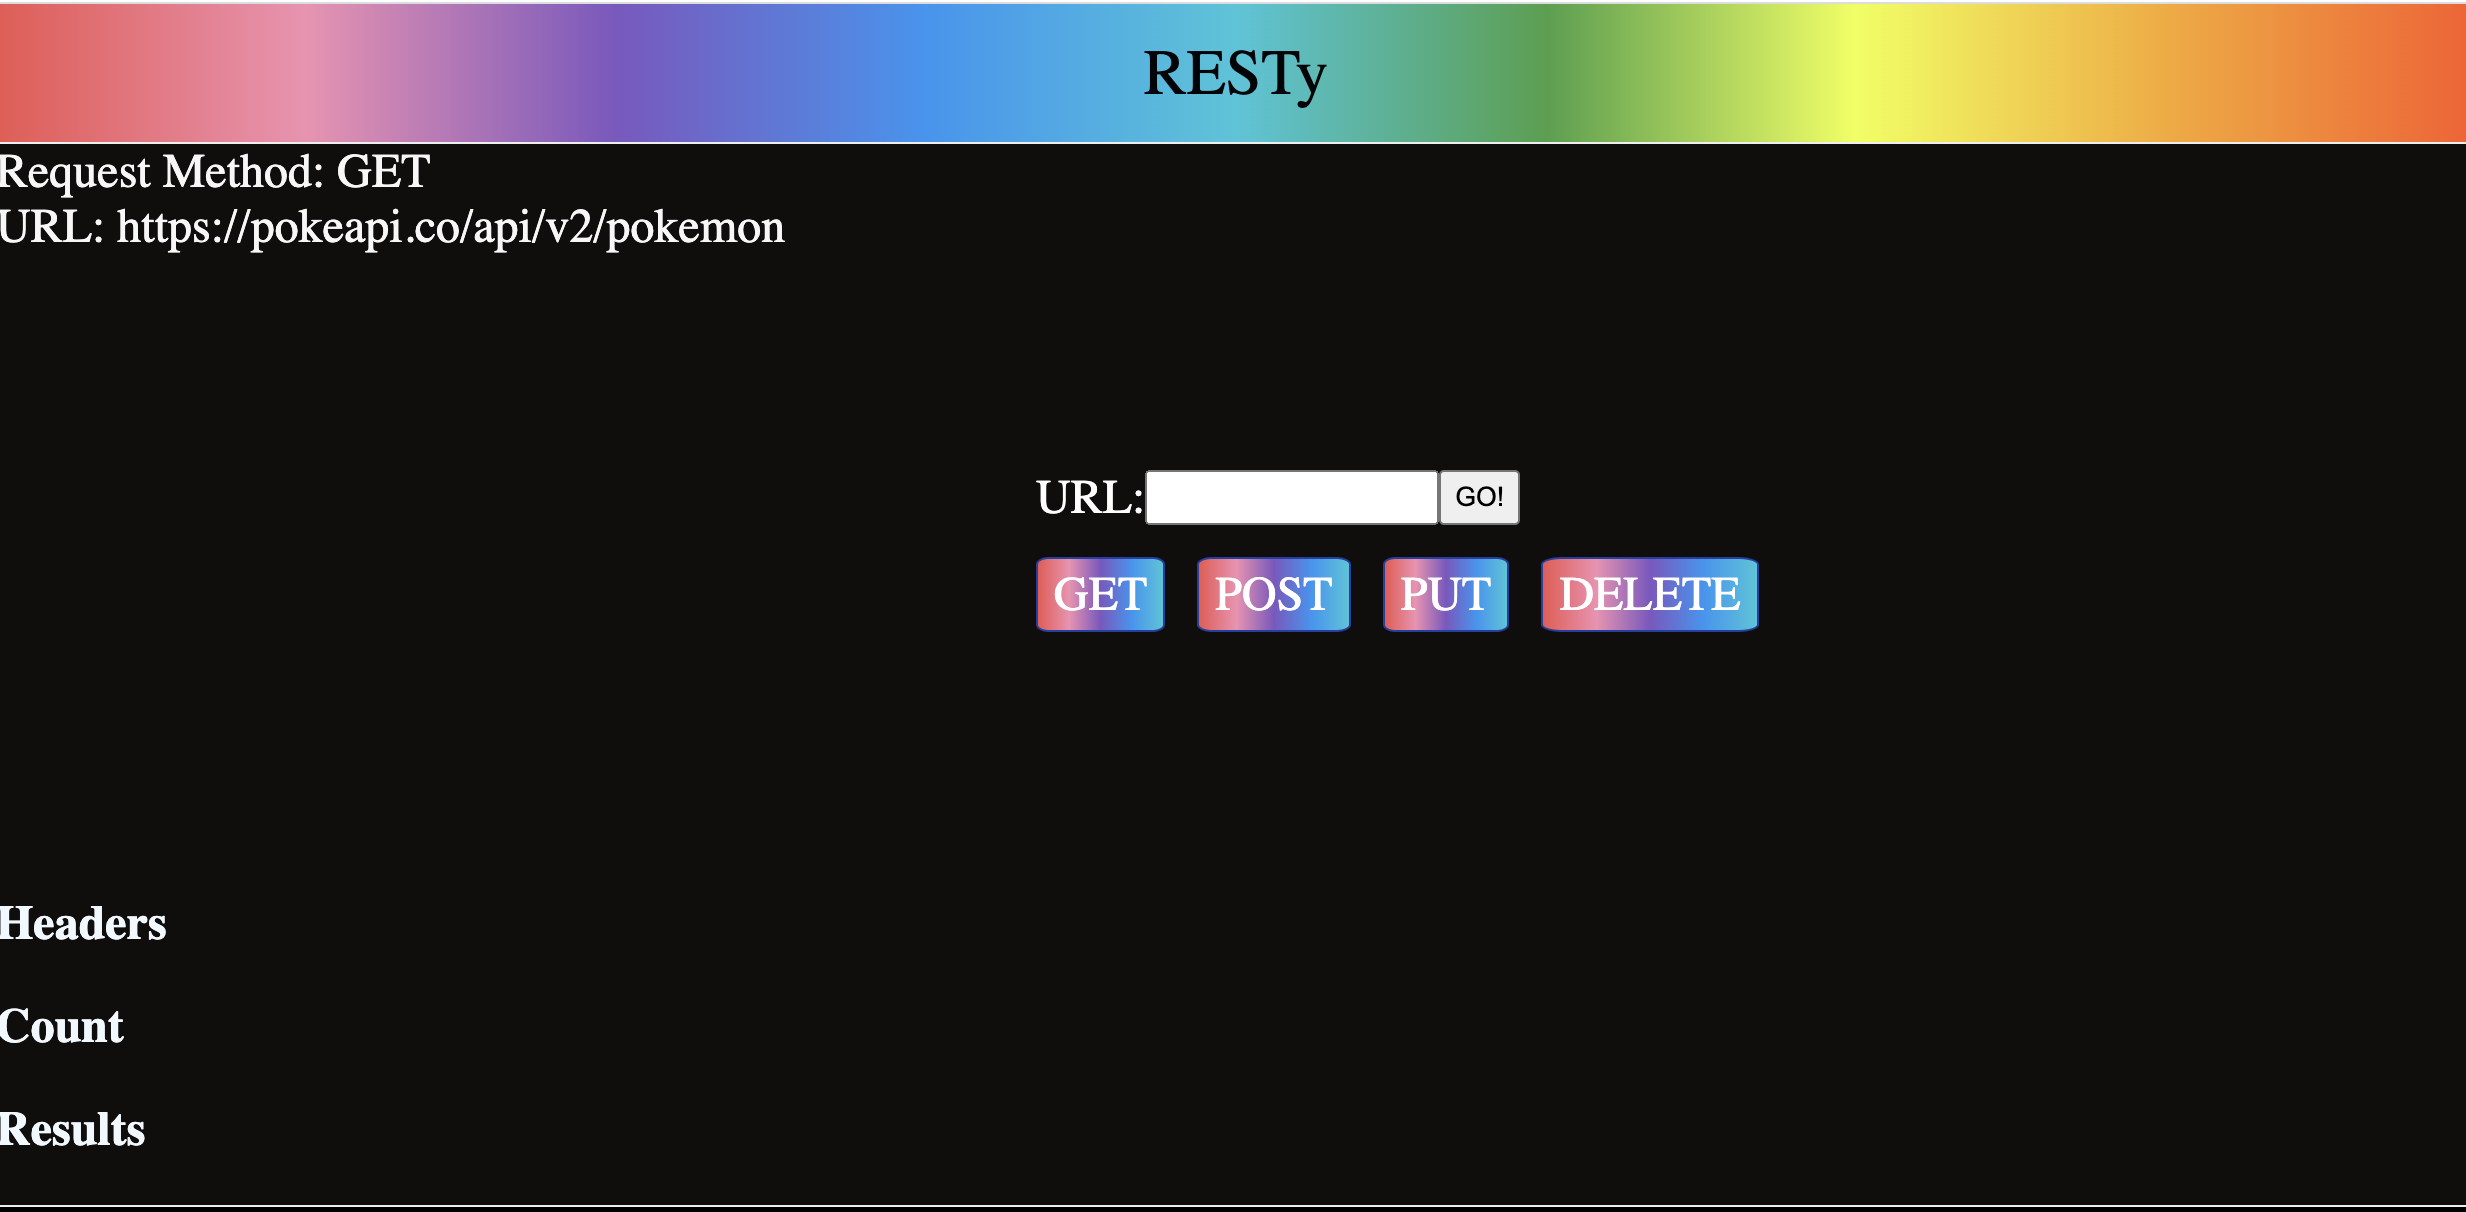 RESTy
Request Method: GET
URL: https://pokeapi.co/api/v2/pokemon
URL: GO!
GET POST PUT DELETE
Headers
Count
Results